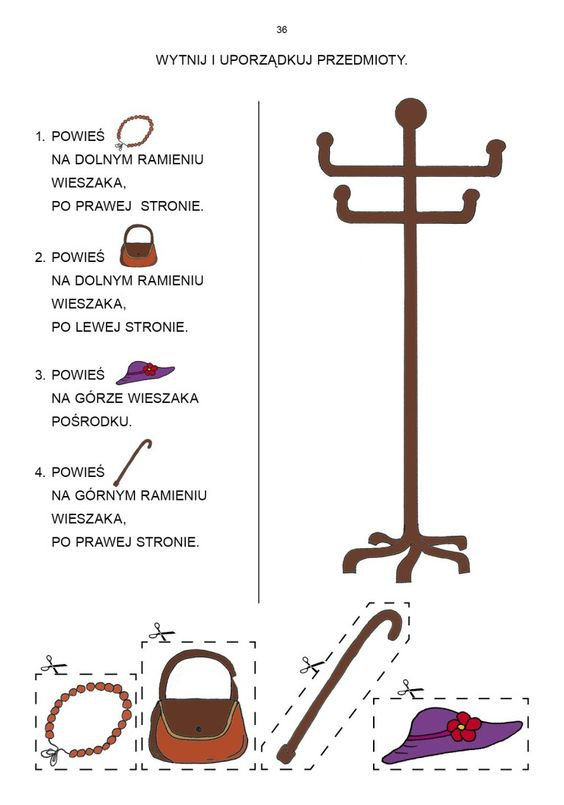 36
WYTNIJ I UPORZĄDKUJ PRZEDMIOTY.
1. POWIEŚ
NA DOLNYM RAMIENIU
WIESZAKA,
PO PRAWEJ STRONIE.
2. POWIEŚ
NA DOLNYM RAMIENIU
WIESZAKA,
PO LEWEJ STRONIE.
3. POWIEŚ
NA GÓRZE WIESZAKA
POŚRODKU.
4. POWIEŚ
NA GÓRNYM RAMIENIU
WIESZAKA,
PO PRAWEJ STRONIE.